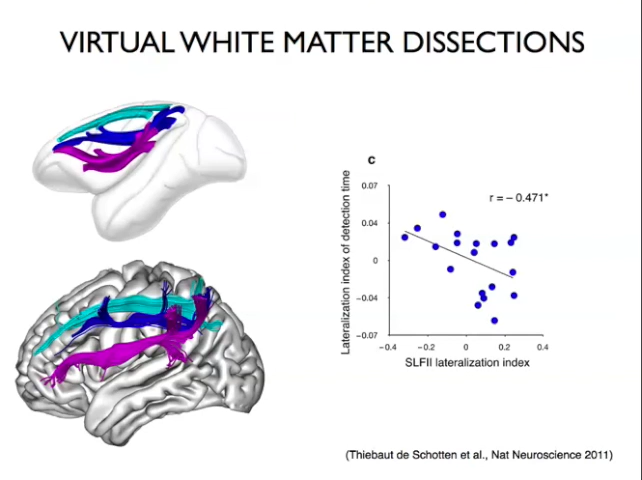 VIRTUAL WHITE MATTER DISSECTIONS
c
r = – 0.471*
Lateralization index of detection time
0.07
0.04
0
–0.04
–0.07
–0.4 –0.2 0 0.2 0.4
SLFII lateralization index
(Thiebaut de Schotten et al., Nat Neuroscience 2011)